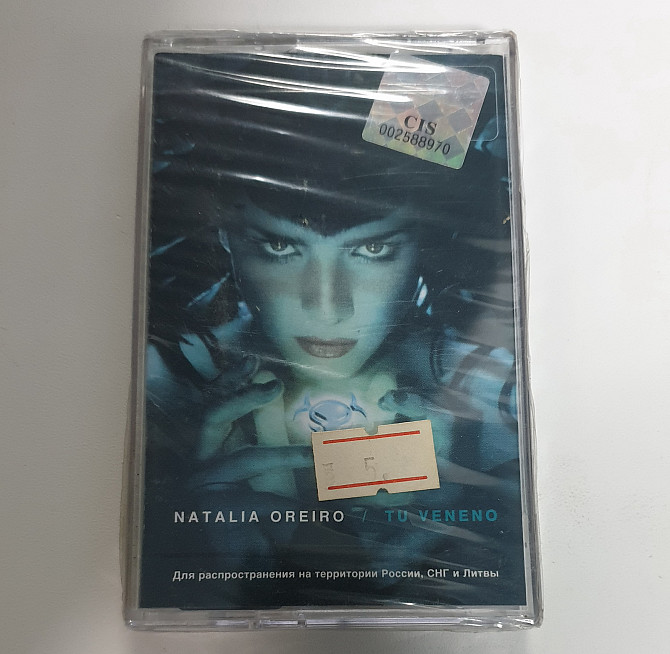 CIS
002588970
5.
NATALIA OREIRO / TU VENENO
Для распространения на территории России, СНГ и Литвы